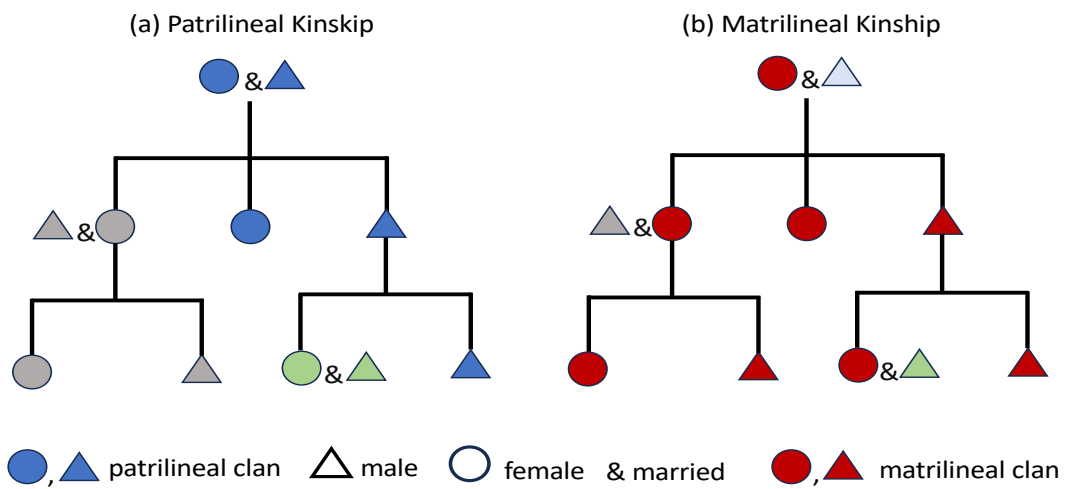 (a) Patrilineal Kinskip
(b) Matrilineal Kinship
&
&
&
&
&
&
, patrilineal clan
male
female
& married
, matrilineal clan